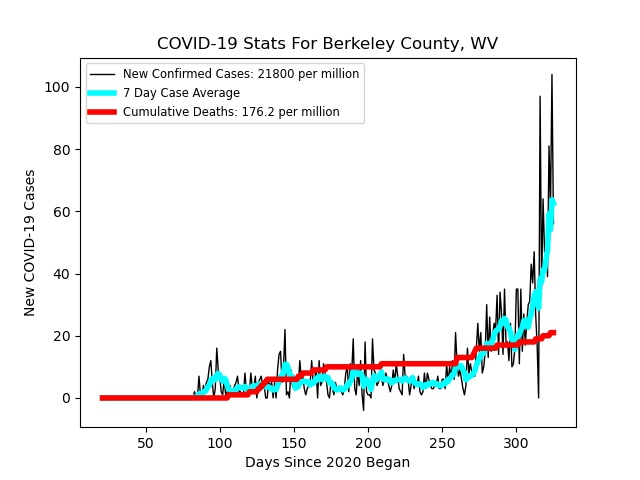 COVID-19 Stats For Berkeley County, WV
New Confirmed Cases: 21800 per million
7 Day Case Average
Cumulative Deaths: 176.2 per million
New COVID-19 Cases
100
80
60
40
20
0
50 100 150 200 250 300
Days Since 2020 Began